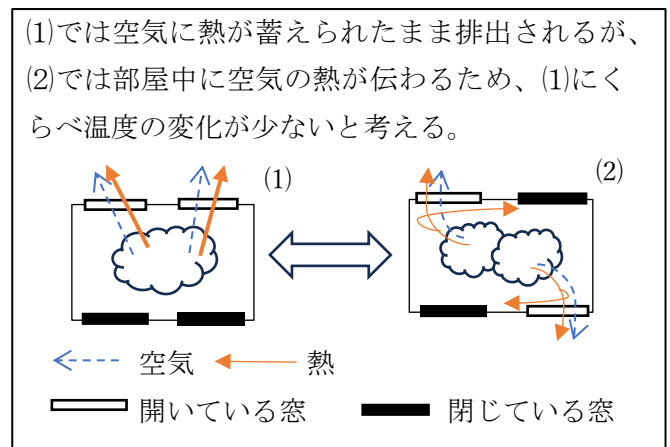 ⑴では空気に熱が蓄えられたまま排出されるが、
⑵では部屋中に空気の熱が伝わるため、⑴にく
らべ温度の変化が少ないと考える。
⑴
⑵
空気 熱
開いている窓 閉じている窓